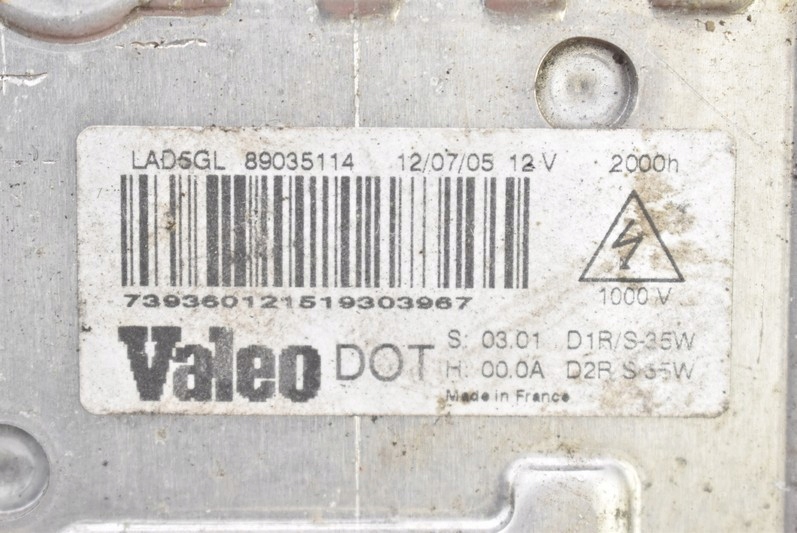 LAD5GL 89035114 12/07/05 12 V 2000h
739360121519303967
1000 V
Valeo DOT S: 03.01 D1R/S-35W
H: 00.0A D2R S-35W
Made in France